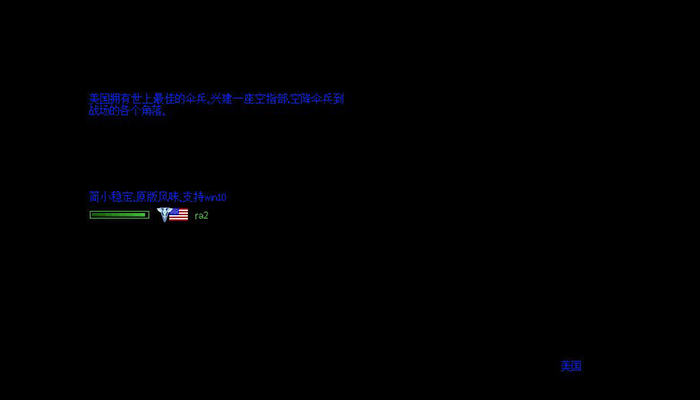 美国拥有世上最佳的伞兵,兴建一座空指部,空降伞兵到
战场的各个角落。
简小稳定,原版风味,支持win10
ra2
美国